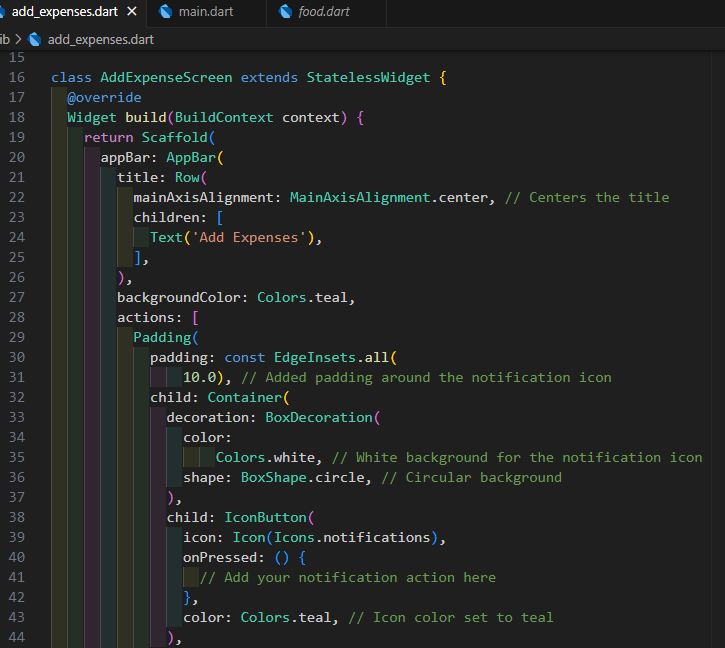 add_expenses.dart ×
main.dart
food.dart
ib > add_expenses.dart
15
16 class AddExpenseScreen extends StatelessWidget {
17   @override
18   Widget build(BuildContext context) {
19     return Scaffold(
20       appBar: AppBar(
21         title: Row(
22           mainAxisAlignment: MainAxisAlignment.center, // Centers the title
23           children: [
24             Text('Add Expenses'),
25           ],
26         ),
27         backgroundColor: Colors.teal,
28         actions: [
29           Padding(
30             padding: const EdgeInsets.all(
31                 10.0), // Added padding around the notification icon
32             child: Container(
33               decoration: BoxDecoration(
34                 color:
35                     Colors.white, // White background for the notification icon
36                 shape: BoxShape.circle, // Circular background
37               ),
38               child: IconButton(
39                 icon: Icon(Icons.notifications),
40                 onPressed: () {
41                   // Add your notification action here
42                 },
43                 color: Colors.teal, // Icon color set to teal
44               ),